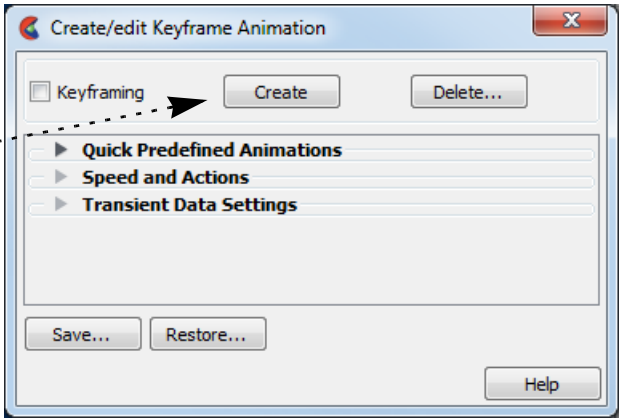 Create/edit Keyframe Animation
Keyframing Create Delete...
Quick Predefined Animations
Speed and Actions
Transient Data Settings
Save... Restore...
Help